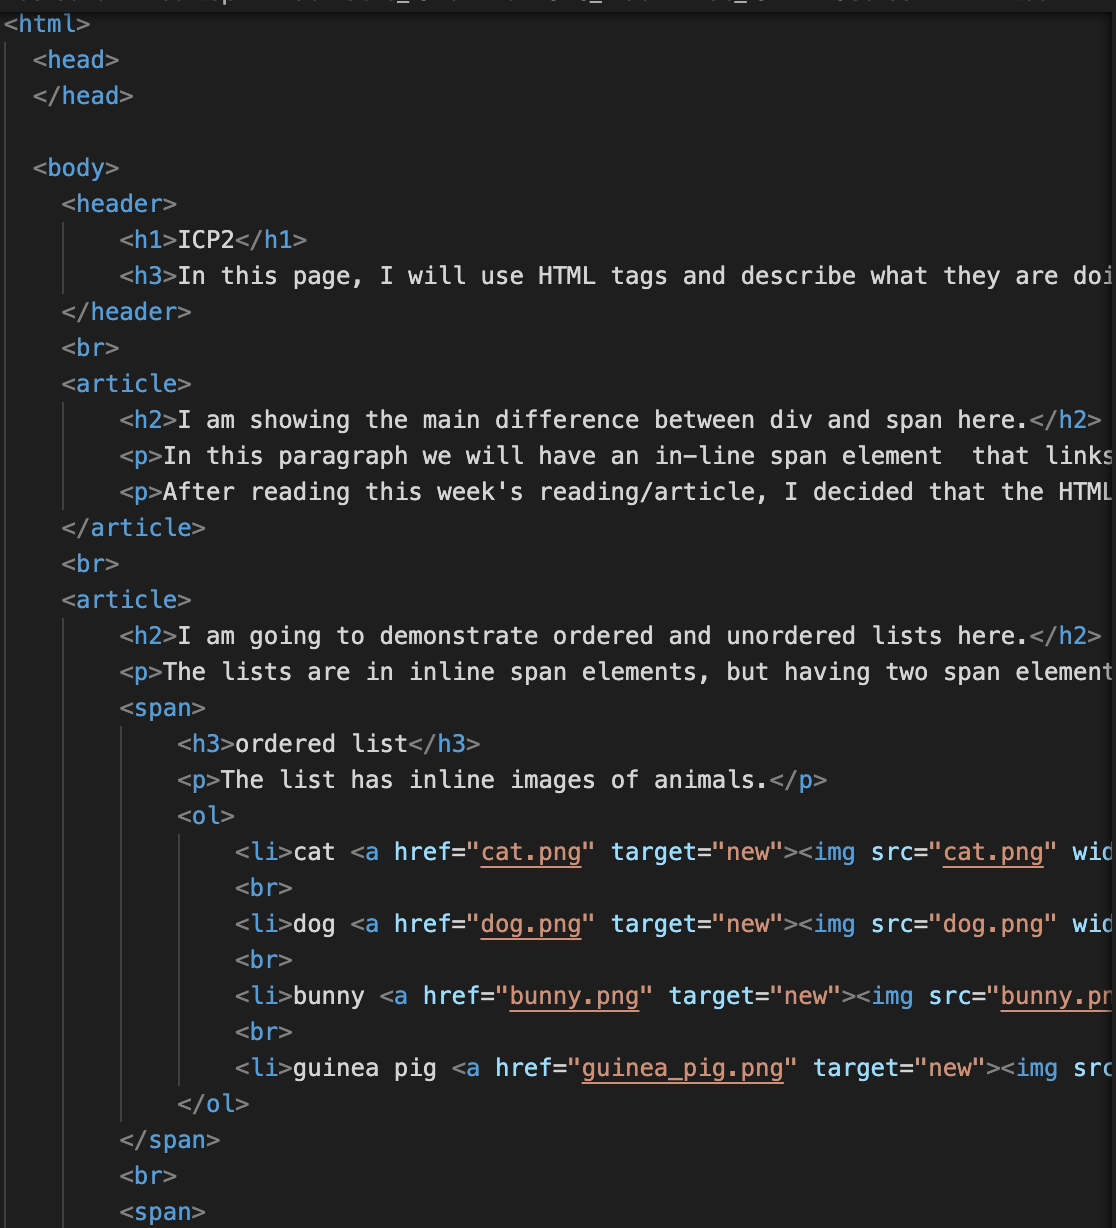 <html>
<head>
</head>
<body>
<header>
<h1>ICP2</h1>
<h3>In this page, I will use HTML tags and describe what they are doi
</header>
<br>
<article>
<h2>I am showing the main difference between div and span here.</h2>
<p>In this paragraph we will have an in-line span element  that links
<p>After reading this week's reading/article, I decided that the HTML
</article>
<br>
<article>
<h2>I am going to demonstrate ordered and unordered lists here.</h2>
<p>The lists are in inline span elements, but having two span element
<span>
<h3>ordered list</h3>
<p>The list has inline images of animals.</p>
<ol>
<li>cat <a href="cat.png" target="new"><img src="cat.png" wid
<br>
<li>dog <a href="dog.png" target="new"><img src="dog.png" wid
<br>
<li>bunny <a href="bunny.png" target="new"><img src="bunny.pn
<br>
<li>guinea pig <a href="guinea_pig.png" target="new"><img src
</ol>
</span>
<br>
<span>